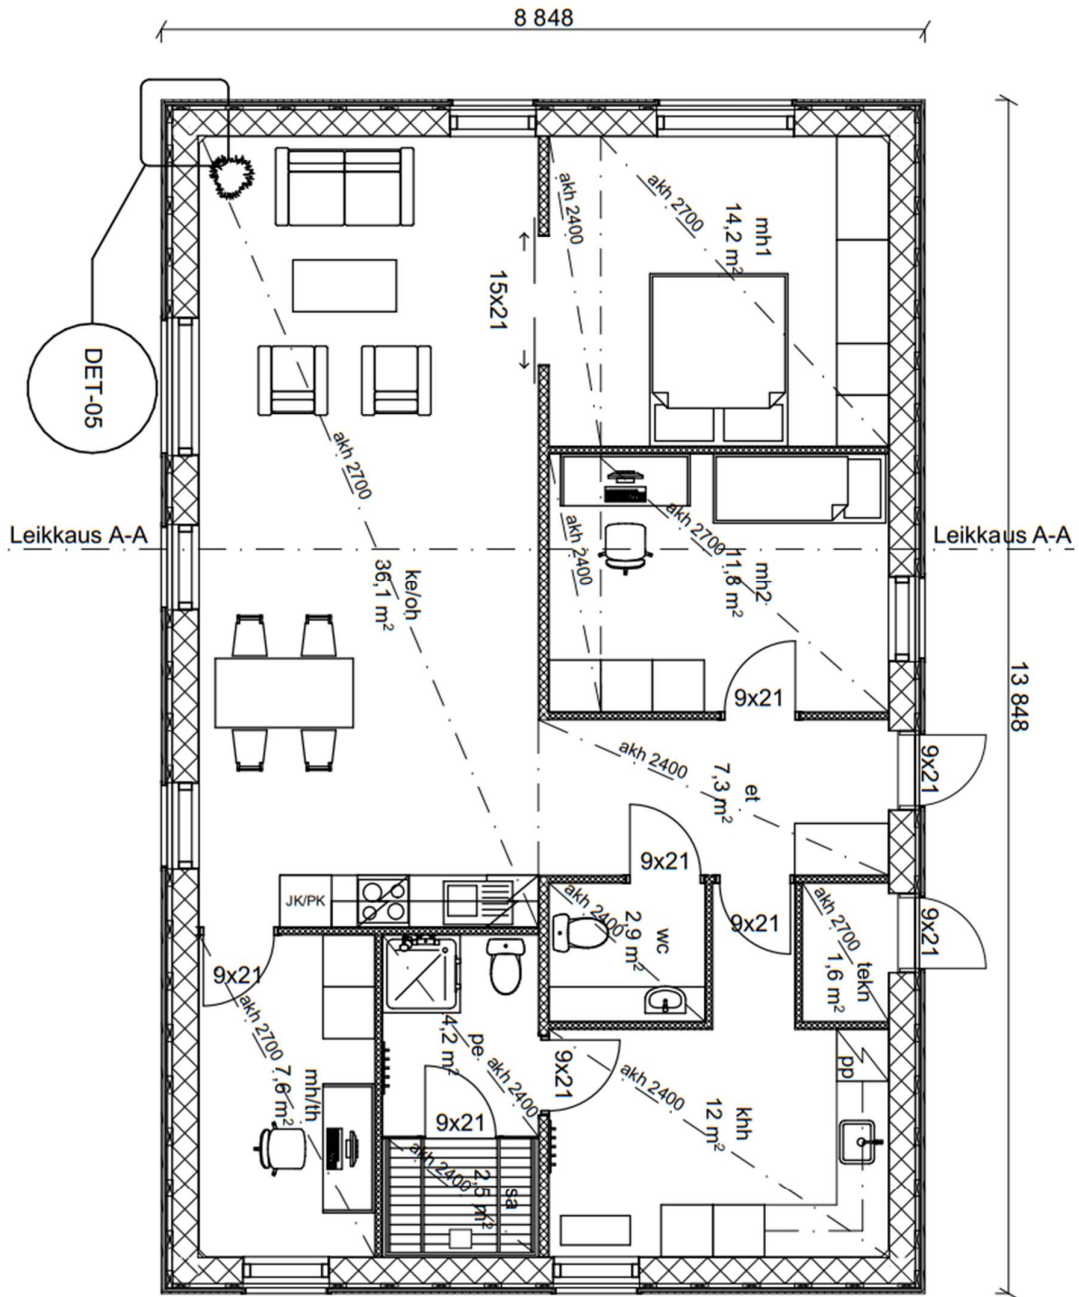 8 848
akh 2400
akh 2700
mh1
14,2 m²
15x21
DET-05
akh 2700
Leikkaus A-A
Leikkaus A-A
akh 2400
akh 2700
mh2
11,8 m²
ke/oh
36,1 m²
13 848
9x21
akh 2400
et
7,3 m²
9x21
9x21
JK/PK
akh 2400
wc
2,9 m²
9x21
akh 2700
tekn
1,6 m²
9x21
9x21
akh 2700
mh/th
7,6 m²
pe
4,2 m²
akh 2400
9x21
akh 2400
khh
12 m²
pp
9x21
akh 2400
sa
2,5 m²